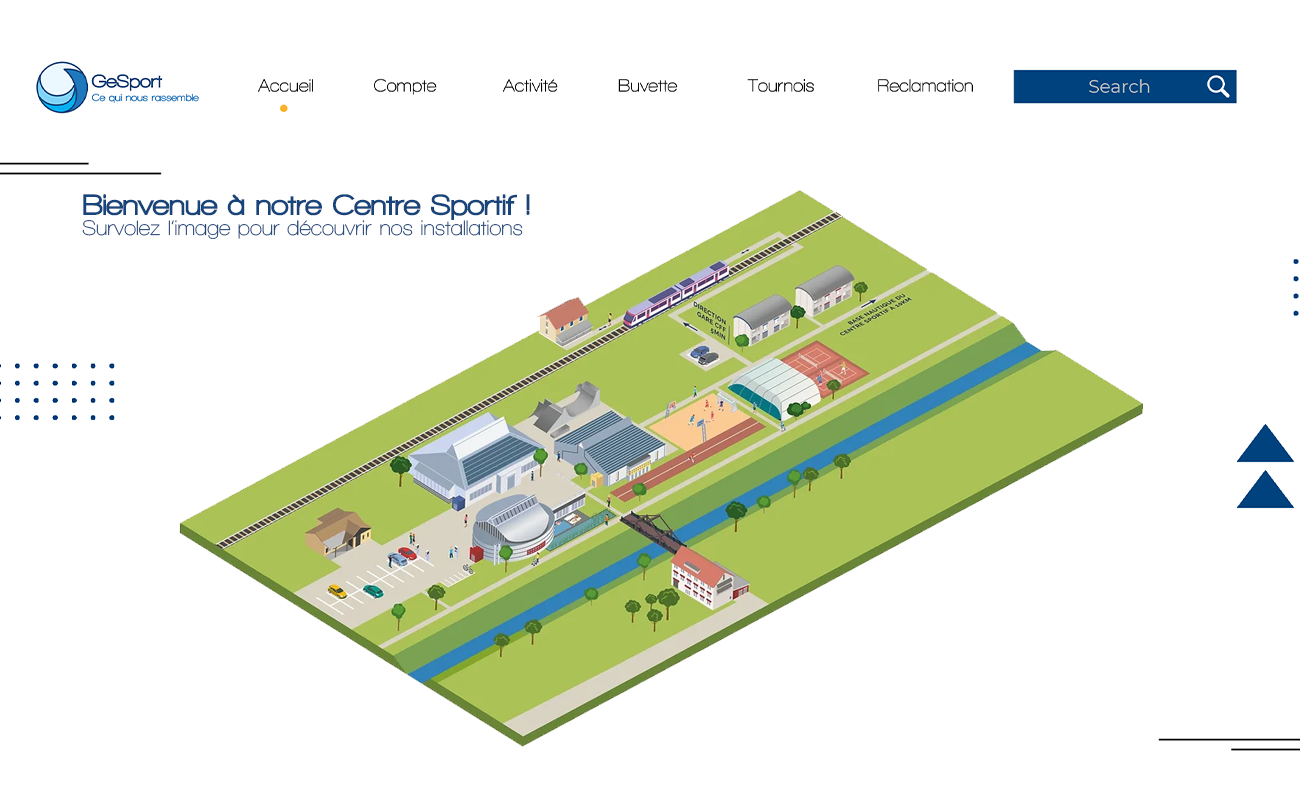 GeSport
Ce qui nous rassemble
Accueil
Compte
Activité
Buvette
Tournois
Reclamation
Search
Bienvenue à notre Centre Sportif !
Survolez l'image pour découvrir nos installations
DIRECTION
GARE CFF
5MIN
BASE NAUTIQUE DU
CENTRE SPORTIF À 10KM